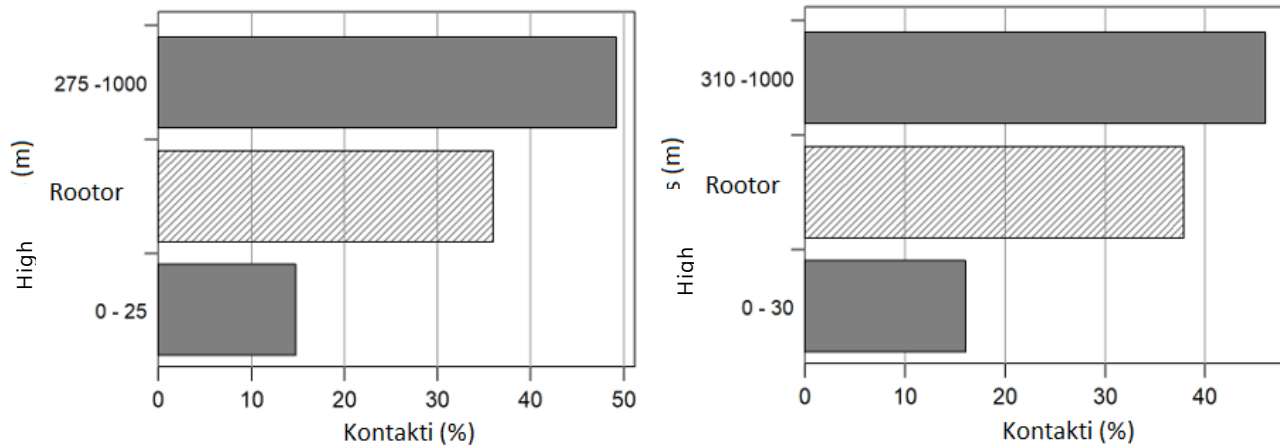 275 -1000
(m)
Rootor
High
0 - 25
0 10 20 30 40 50
Kontakti (%)
310 -1000
s (m)
Rootor
High
0 - 30
0 10 20 30 40
Kontakti (%)